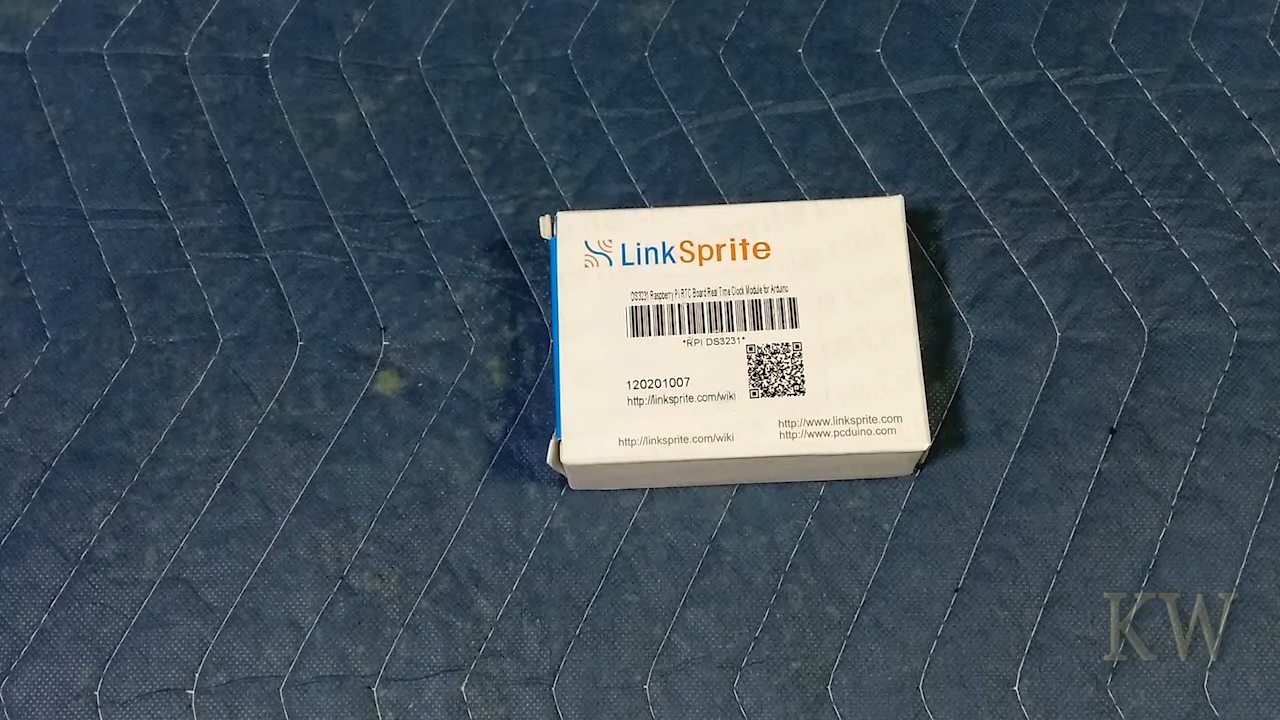 LinkSprite
DS3231 Raspberry Pi RTC Board Real Time Clock Module for Arduino
*RPI DS3231*
120201007
http://linksprite.com/wiki
http://linksprite.com/wiki
http://www.linksprite.com
http://www.pcduino.com
KW